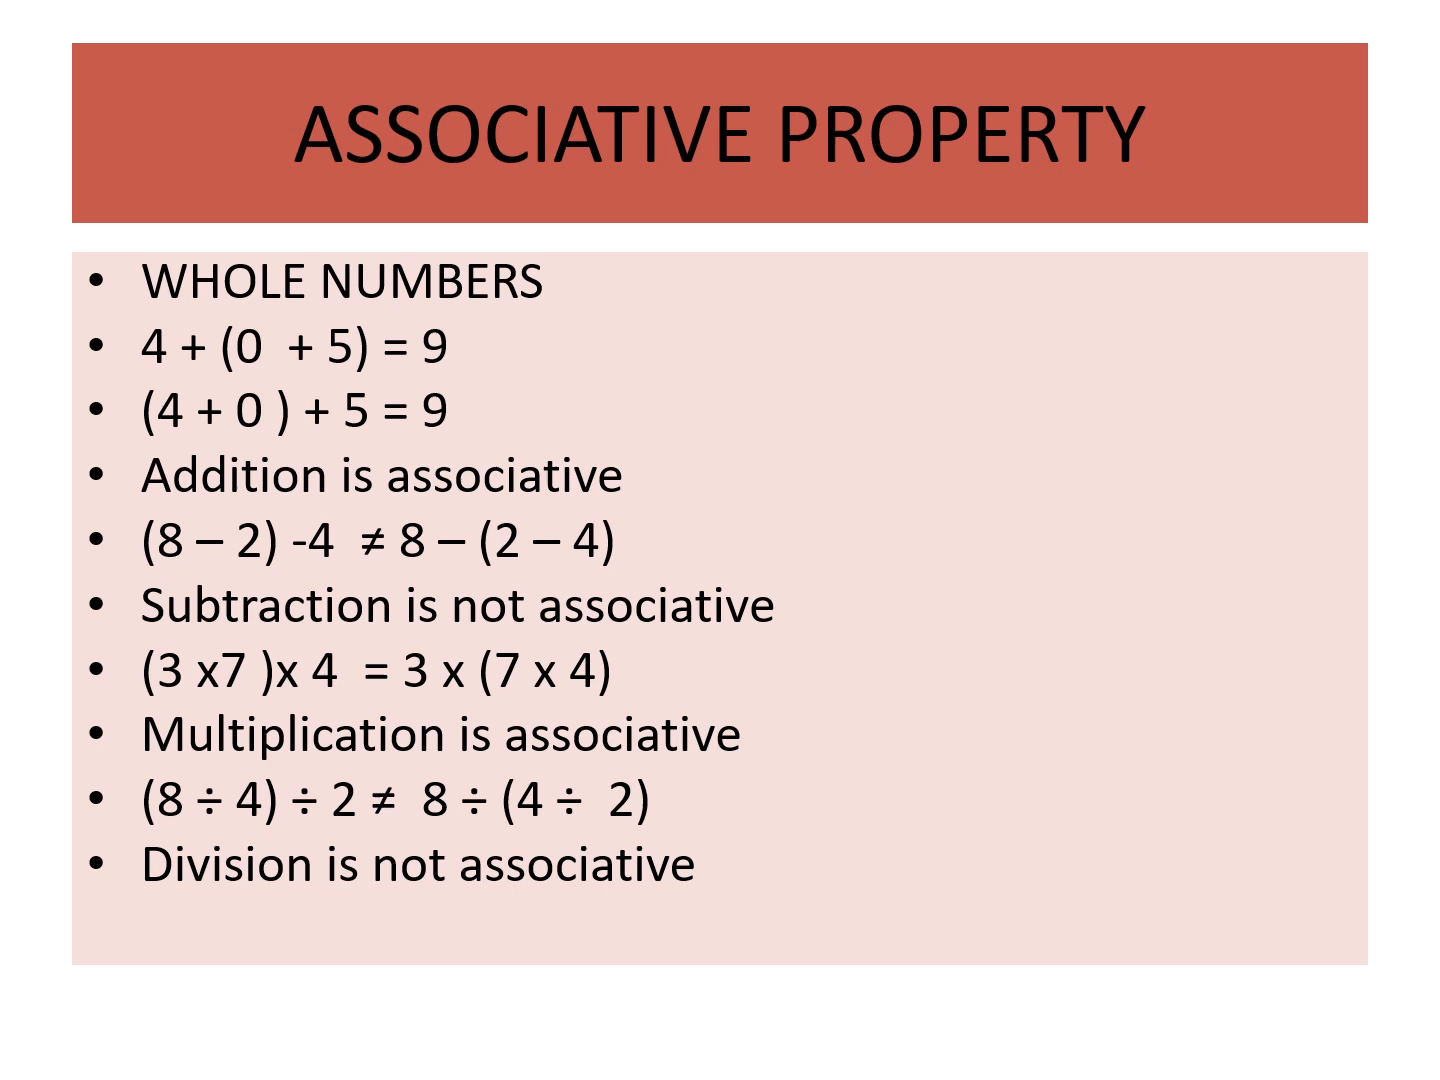 ASSOCIATIVE PROPERTY
• WHOLE NUMBERS
• 4 + (0  + 5) = 9
• (4 + 0 ) + 5 = 9
• Addition is associative
• (8 – 2) -4  ≠ 8 – (2 – 4)
• Subtraction is not associative
• (3 x7 )x 4  = 3 x (7 x 4)
• Multiplication is associative
• (8 ÷ 4) ÷ 2 ≠  8 ÷ (4 ÷  2)
• Division is not associative